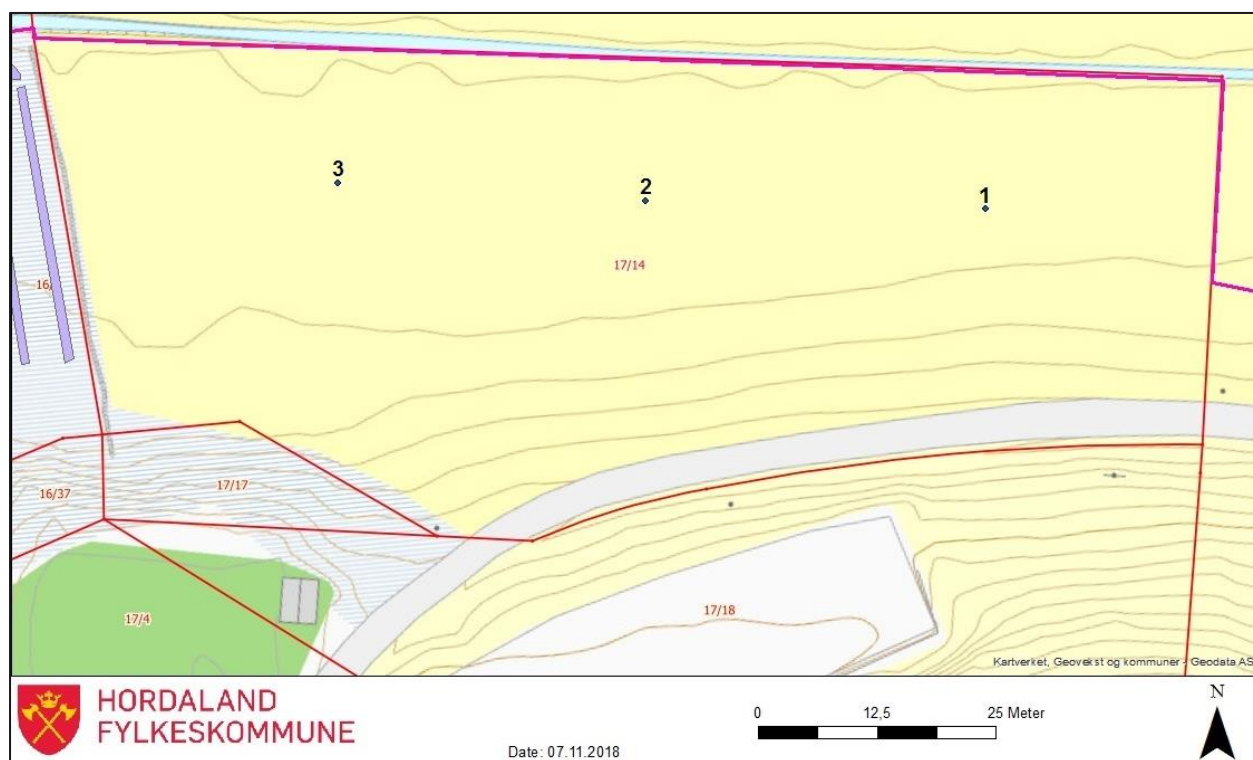 3
2
1
17/14
16/
16/37
17/17
17/4
17/18
Kartverket, Geovekst og kommuner - Geodata AS
HORDALAND
FYLKESKOMMUNE
Date: 07.11.2018
0 12,5 25 Meter
N